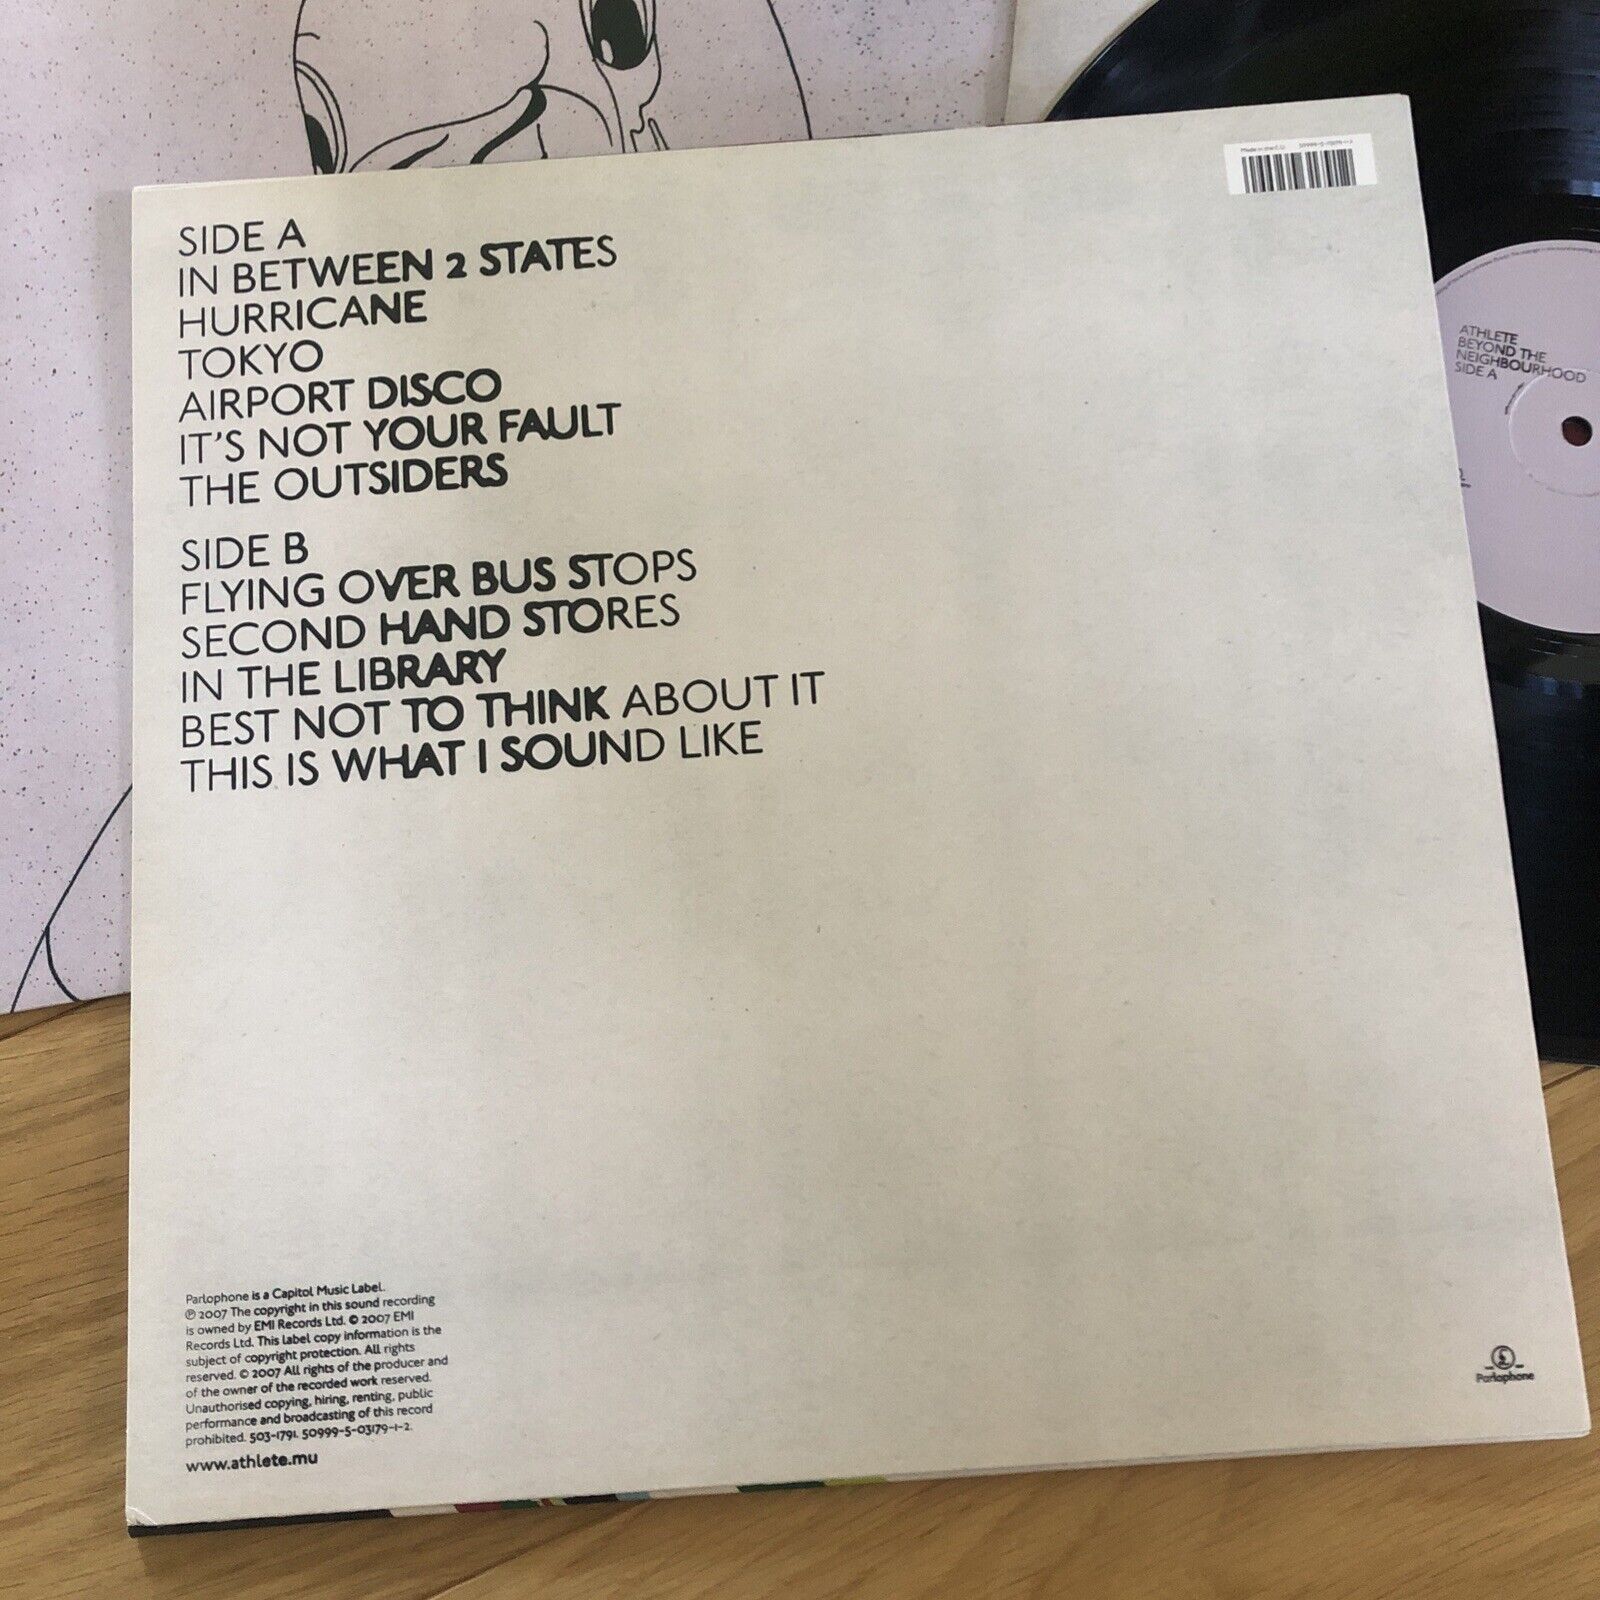 Made in the E.U.
SIDE A
IN BETWEEN 2 STATES
HURRICANE
TOKYO
AIRPORT DISCO
IT'S NOT YOUR FAULT
THE OUTSIDERS
SIDE B
FLYING OVER BUS STOPS
SECOND HAND STORES
IN THE LIBRARY
BEST NOT TO THINK ABOUT IT
THIS IS WHAT I SOUND LIKE
ATHLETE
BEYOND THE
NEIGHBOURHOOD
SIDE A
Parlophone is a Capitol Music Label.
℗ 2007 The copyright in this sound recording
is owned by EMI Records Ltd. © 2007 EMI
Records Ltd. This label copy information is the
subject of copyright protection. All rights
reserved. © 2007 All rights of the producer and
of the owner of the recorded work reserved.
Unauthorised copying, hiring, renting, public
performance and broadcasting of this record
prohibited. 503-1791. 50999-5-03179-1-2.
www.athlete.mu
Parlophone